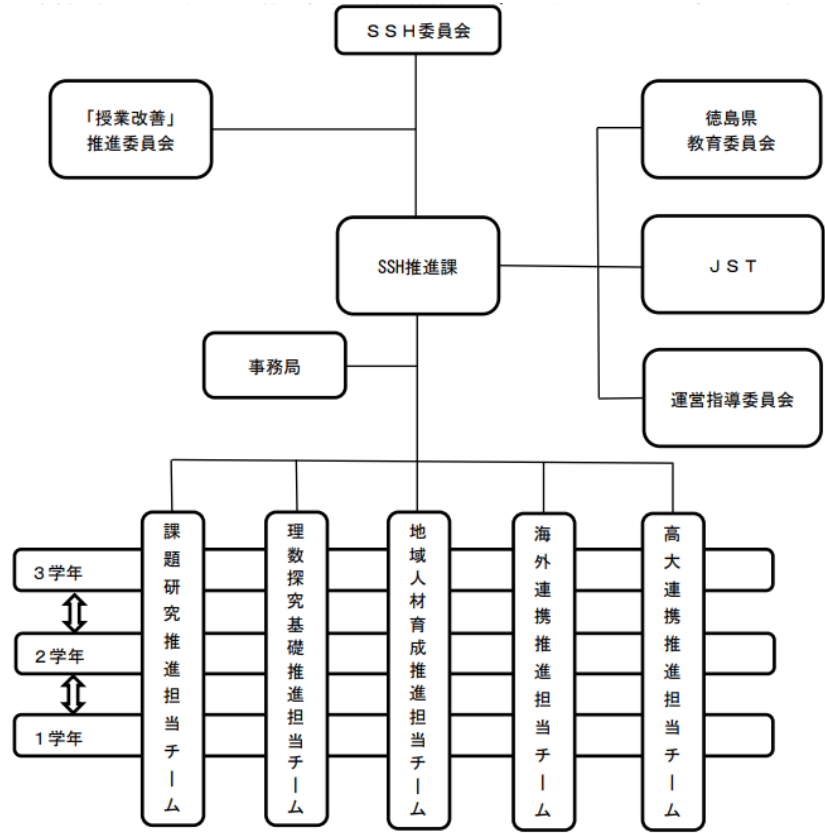 ＳＳＨ委員会
「授業改善」
推進委員会
徳島県
教育委員会
SSH推進課
ＪＳＴ
事務局
運営指導委員会
課題研究推進担当チーム
理数探究基礎推進担当チーム
地域人材育成推進担当チーム
海外連携推進担当チーム
高大連携推進担当チーム
３学年
２学年
１学年